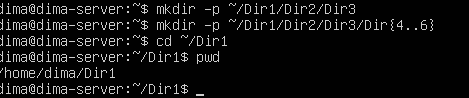 dima@dima-server:~$ mkdir -p ~/Dir1/Dir2/Dir3
dima@dima-server:~$ mkdir -p ~/Dir1/Dir2/Dir3/Dir{4..6}
dima@dima-server:~$ cd ~/Dir1
dima@dima-server:~/Dir1$ pwd
/home/dima/Dir1
dima@dima-server:~/Dir1$ _